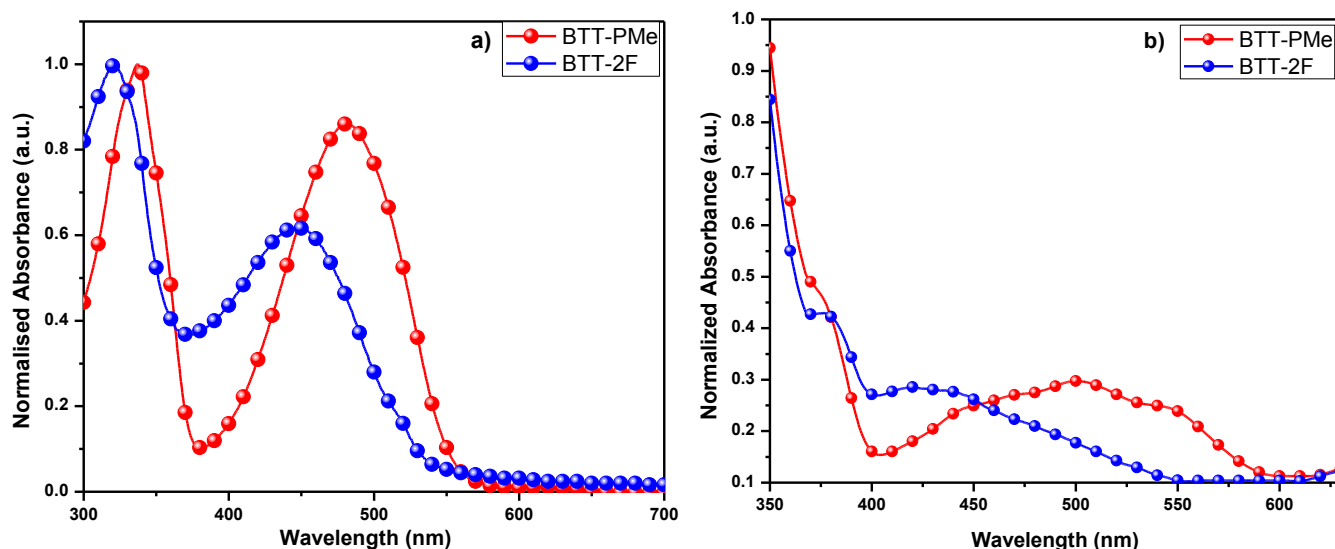 a)
BTT-PMe
BTT-2F
Normalised Absorbance (a.u.)
1.0
0.8
0.6
0.4
0.2
0.0
300 400 500 600 700
Wavelength (nm)
b)
BTT-PMe
BTT-2F
Normalized Absorbance (a.u.)
1.0
0.9
0.8
0.7
0.6
0.5
0.4
0.3
0.2
0.1
350 400 450 500 550 600
Wavelength (nm)